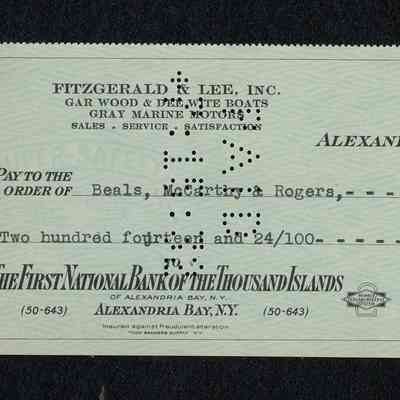 FITZGERALD & LEE, INC.
GAR WOOD & DEE WITE BOATS
GRAY MARINE MOTORS
SALES . SERVICE . SATISFACTION
ALEXANDRI
PAY TO THE
ORDER OF Beals, McCarthy & Rogers,----
Two hundred fourteen and 24/100------
THE FIRST NATIONAL BANK OF THE THOUSAND ISLANDS
OF ALEXANDRIA BAY, N.Y.
(50-643) ALEXANDRIA BAY, N.Y. (50-643)
Insured against fraudulent alteration